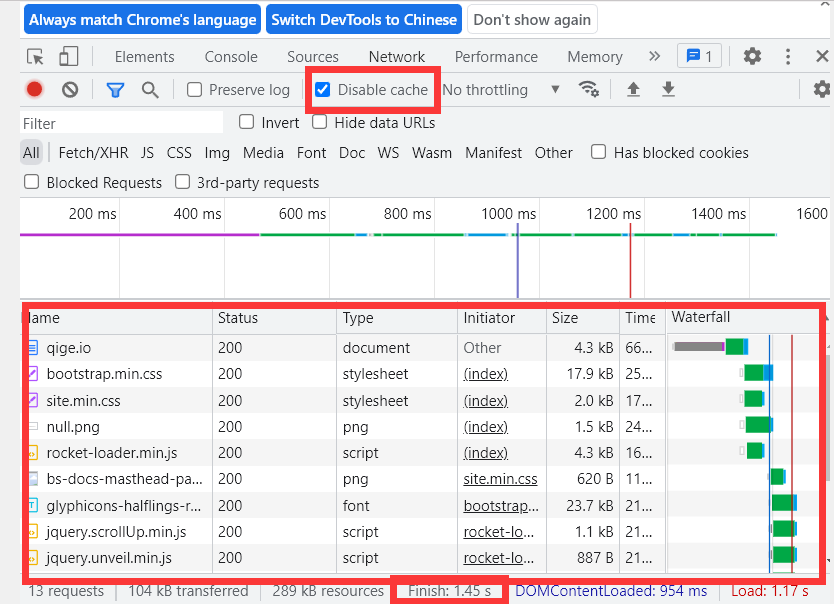 Always match Chrome's language Switch DevTools to Chinese Don't show again
Elements Console Sources Network Performance Memory » 1
Preserve log Disable cache No throttling
Filter Invert Hide data URLs
All Fetch/XHR JS CSS Img Media Font Doc WS Wasm Manifest Other Has blocked cookies
Blocked Requests 3rd-party requests
200 ms 400 ms 600 ms 800 ms 1000 ms 1200 ms 1400 ms 1600
Name Status Type Initiator Size Time Waterfall
qige.io 200 document Other 4.3 kB 66...
bootstrap.min.css 200 stylesheet (index) 17.9 kB 25...
site.min.css 200 stylesheet (index) 2.0 kB 17...
null.png 200 png (index) 1.5 kB 24...
rocket-loader.min.js 200 script (index) 4.3 kB 16...
bs-docs-masthead-pa... 200 png site.min.css 620 B 11...
glyphicons-halflings-r... 200 font bootstrap... 23.7 kB 21...
jquery.scrollUp.min.js 200 script rocket-lo... 1.1 kB 21...
jquery.unveil.min.js 200 script rocket-lo... 887 B 21...
13 requests 104 kB transferred 289 kB resources Finish: 1.45 s DOMContentLoaded: 954 ms Load: 1.17 s